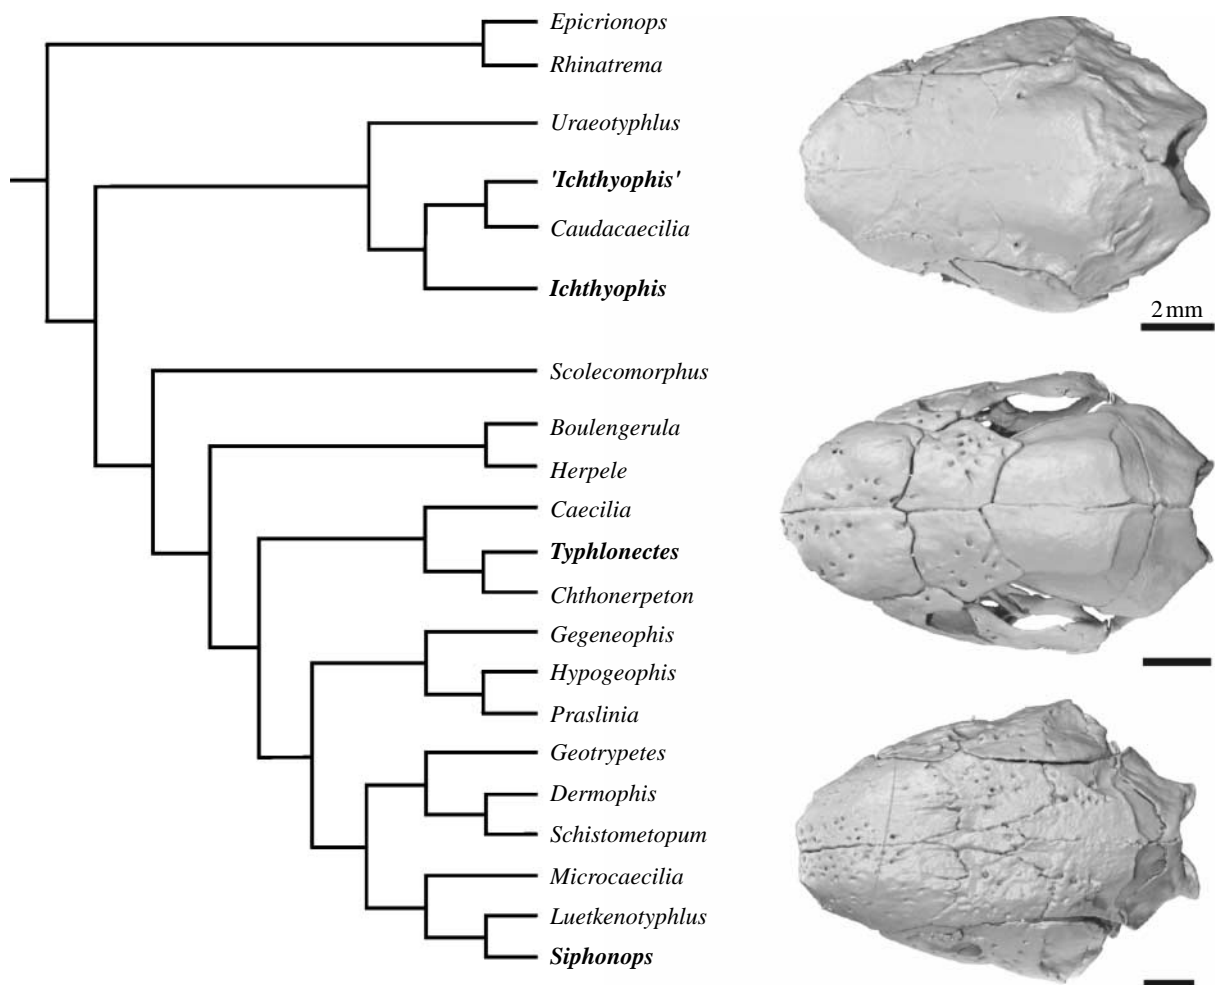 Epicrionops
Rhinatrema
Uraeotyphlus
'Ichthyophis'
Caudacaecilia
Ichthyophis
2 mm
Scolecomorphus
Boulengerula
Herpele
Caecilia
Typhlonectes
Chthonerpeton
Gegeneophis
Hypogeophis
Praslinia
Geotrypetes
Dermophis
Schistometopum
Microcaecilia
Luetkenotyphlus
Siphonops